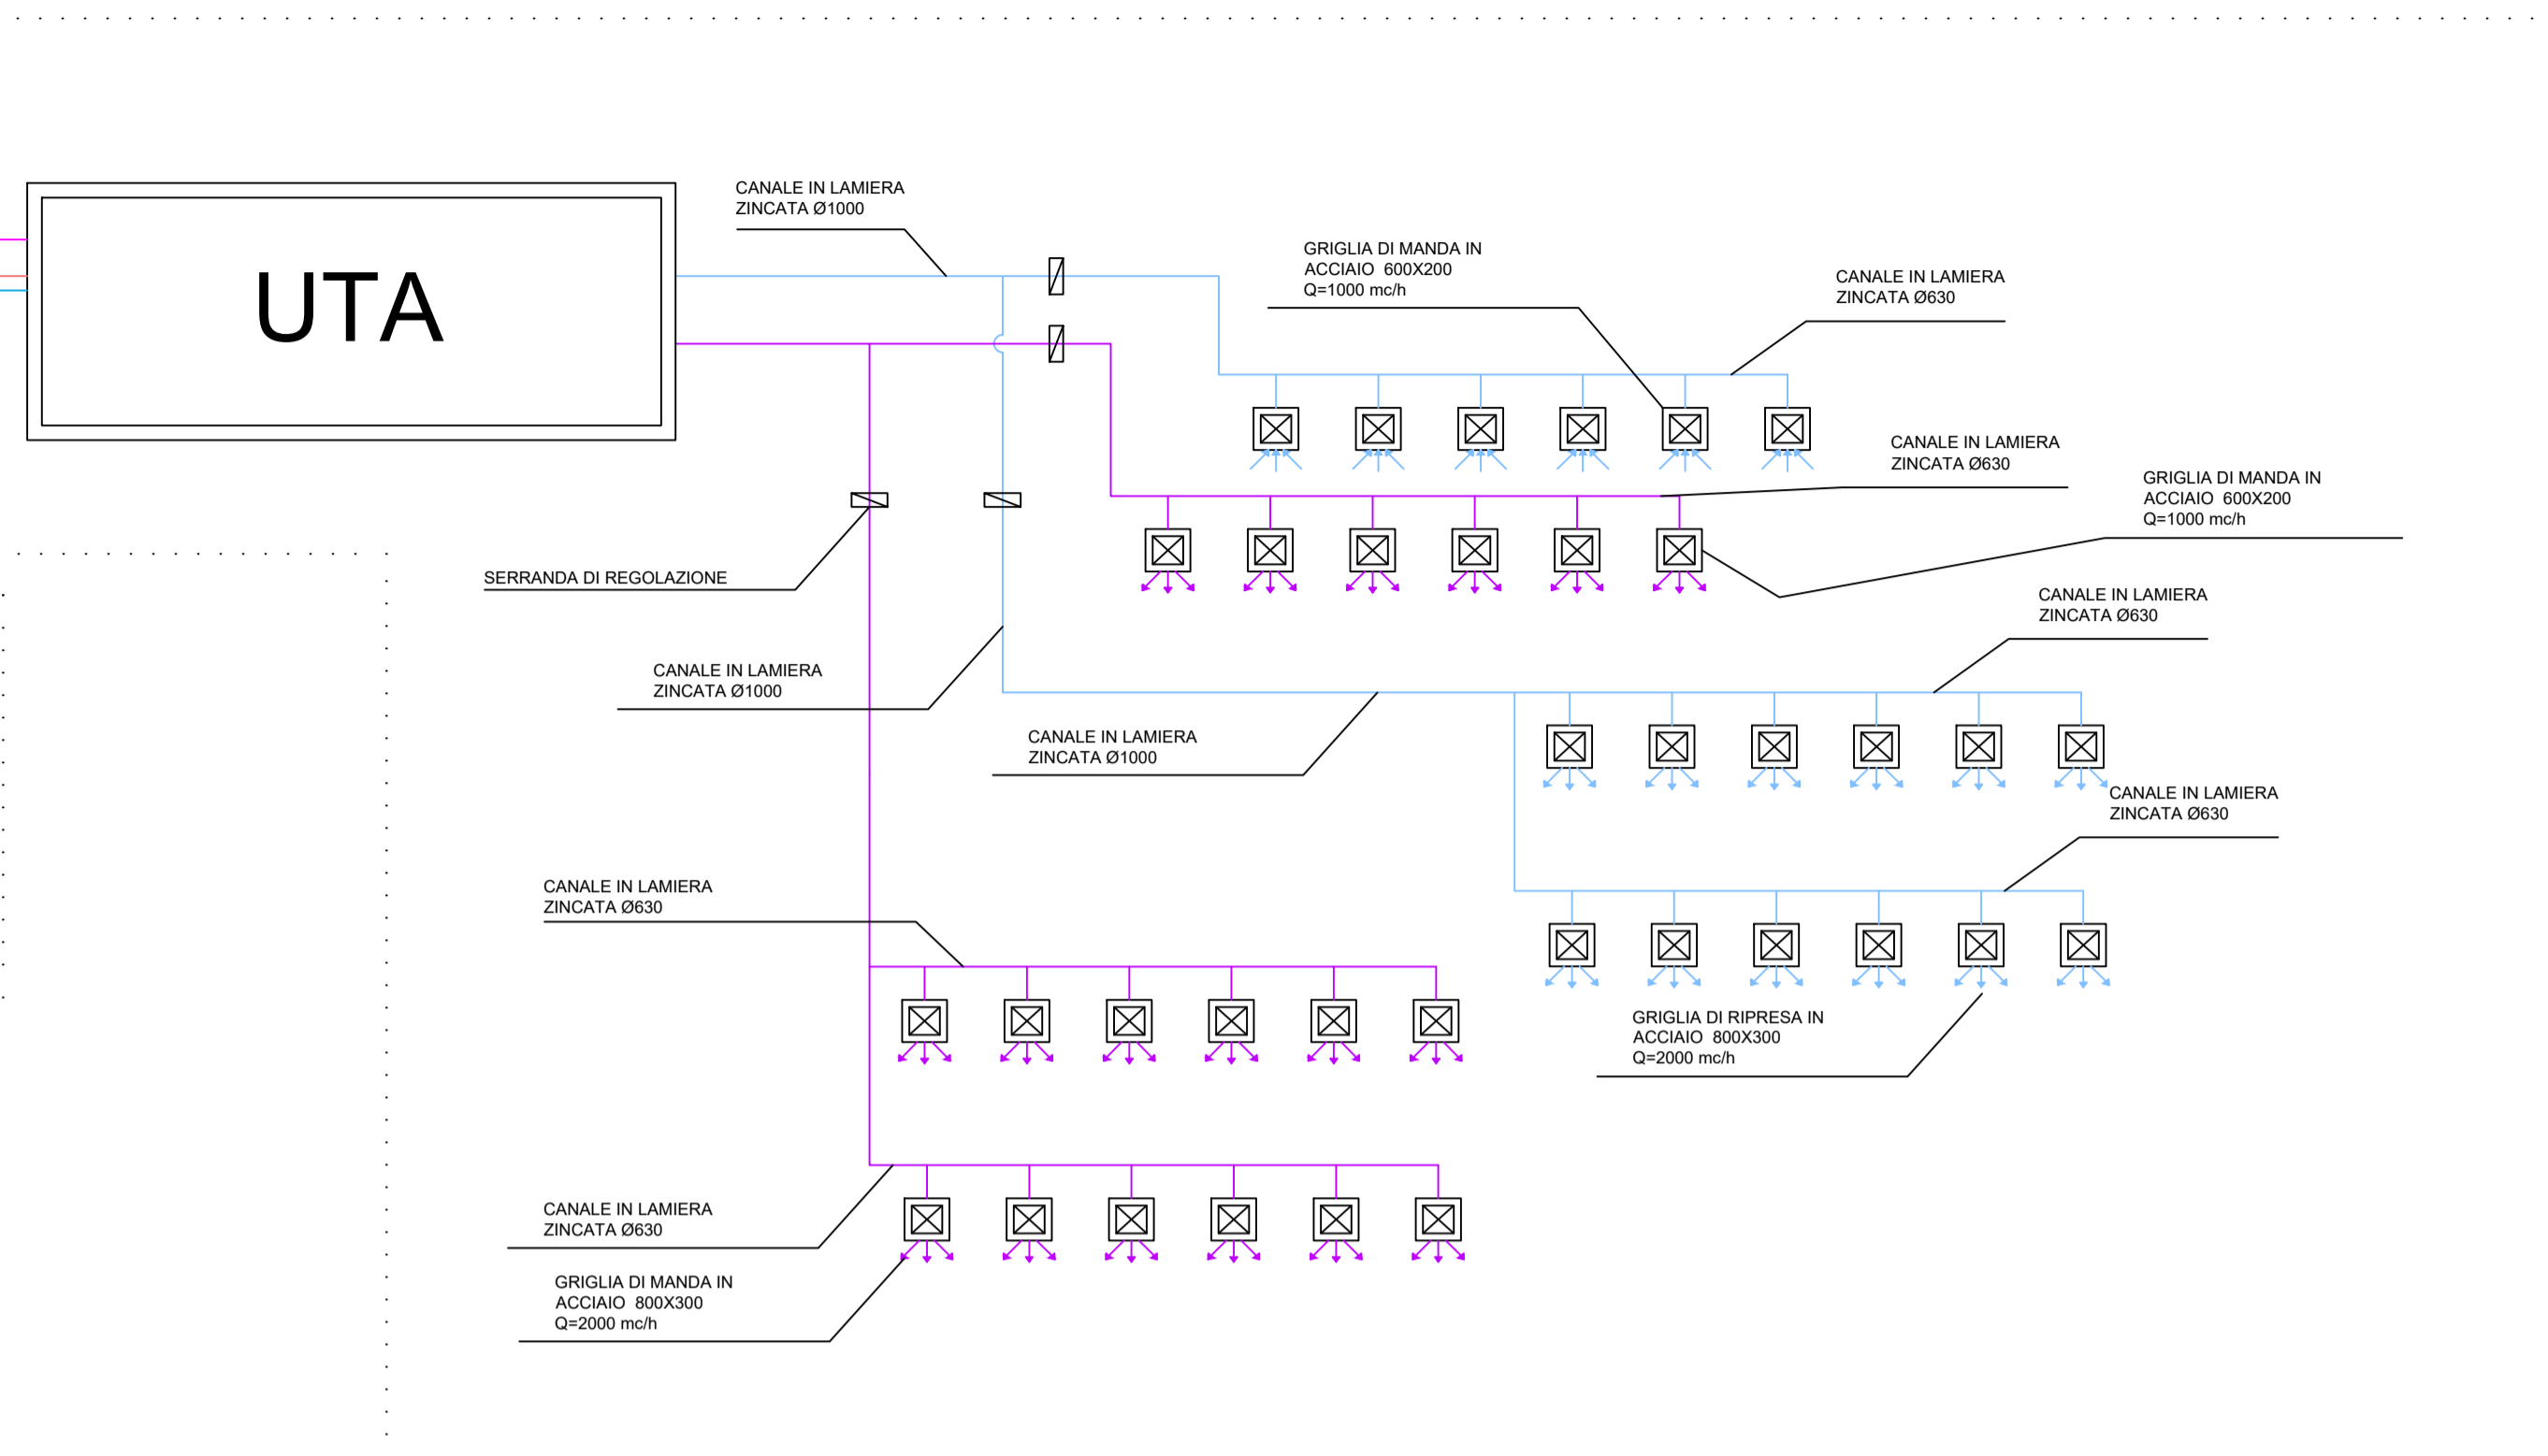 CANALE IN LAMIERA
ZINCATA Ø1000
UTA
GRIGLIA DI MANDA IN
ACCIAIO 600X200
Q=1000 mc/h
CANALE IN LAMIERA
ZINCATA Ø630
CANALE IN LAMIERA
ZINCATA Ø630
GRIGLIA DI MANDA IN
ACCIAIO 600X200
Q=1000 mc/h
SERRANDA DI REGOLAZIONE
CANALE IN LAMIERA
ZINCATA Ø630
CANALE IN LAMIERA
ZINCATA Ø1000
CANALE IN LAMIERA
ZINCATA Ø1000
CANALE IN LAMIERA
ZINCATA Ø630
CANALE IN LAMIERA
ZINCATA Ø630
GRIGLIA DI RIPRESA IN
ACCIAIO 800X300
Q=2000 mc/h
CANALE IN LAMIERA
ZINCATA Ø630
GRIGLIA DI MANDA IN
ACCIAIO 800X300
Q=2000 mc/h